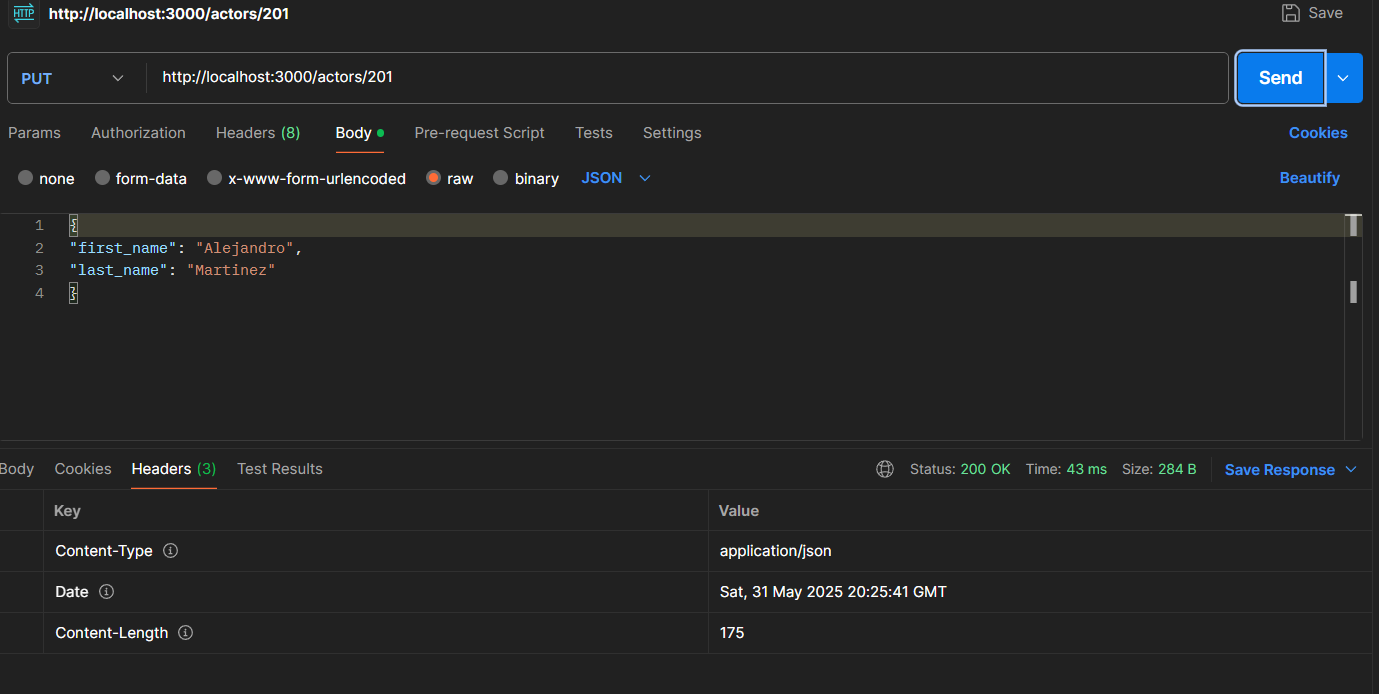 HTTP http://localhost:3000/actors/201 Save
PUT http://localhost:3000/actors/201 Send
Params Authorization Headers (8) Body Pre-request Script Tests Settings Cookies
none form-data x-www-form-urlencoded raw binary JSON Beautify
1 {
2 "first_name": "Alejandro",
3 "last_name": "Martinez"
4 }
Body Cookies Headers (3) Test Results Status: 200 OK Time: 43 ms Size: 284 B Save Response
Key Value
Content-Type application/json
Date Sat, 31 May 2025 20:25:41 GMT
Content-Length 175